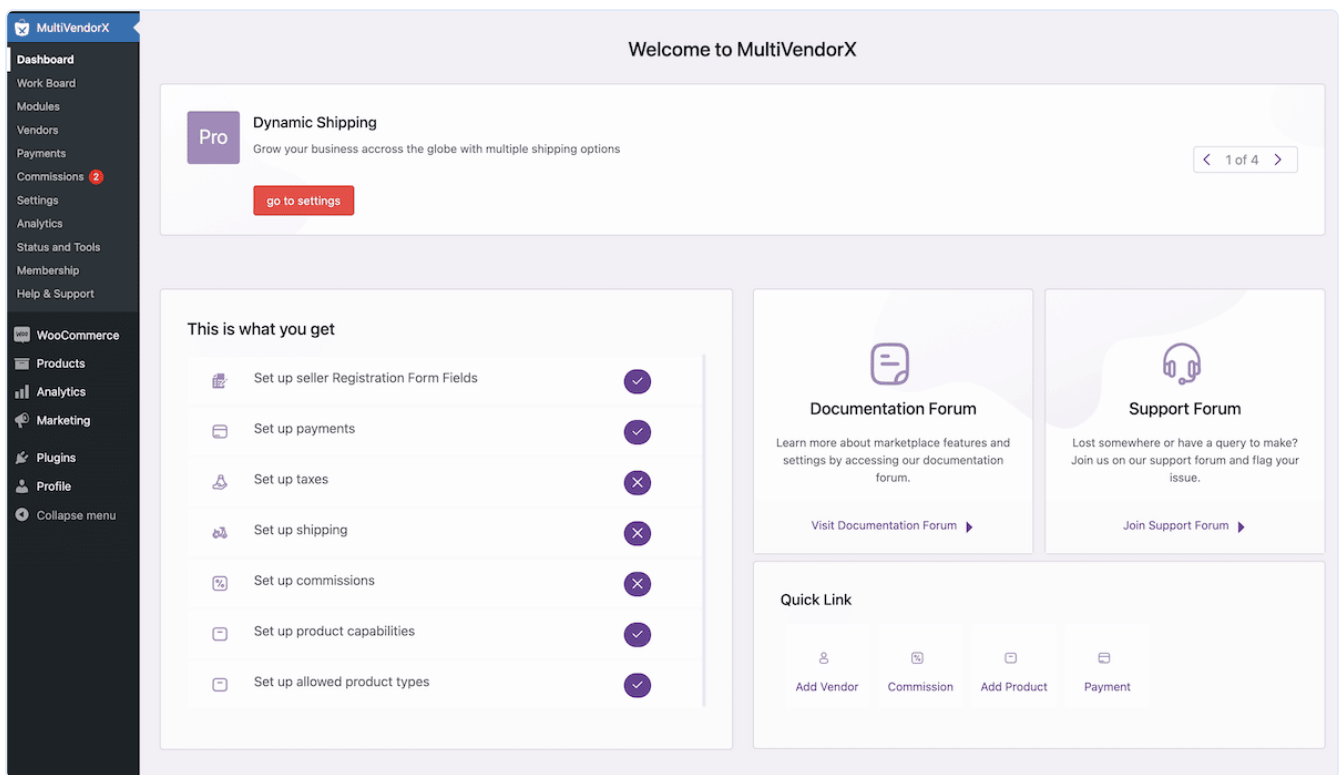 MultiVendorX
Dashboard
Work Board
Modules
Vendors
Payments
Commissions 2
Settings
Analytics
Status and Tools
Membership
Help & Support
WooCommerce
Products
Analytics
Marketing
Plugins
Profile
Collapse menu
Welcome to MultiVendorX
Pro
Dynamic Shipping
Grow your business accross the globe with multiple shipping options
go to settings
1 of 4
This is what you get
Set up seller Registration Form Fields
Set up payments
Set up taxes
Set up shipping
Set up commissions
Set up product capabilities
Set up allowed product types
Documentation Forum
Learn more about marketplace features and
settings by accessing our documentation
forum.
Visit Documentation Forum
Support Forum
Lost somewhere or have a query to make?
Join us on our support forum and flag your
issue.
Join Support Forum
Quick Link
Add Vendor
Commission
Add Product
Payment